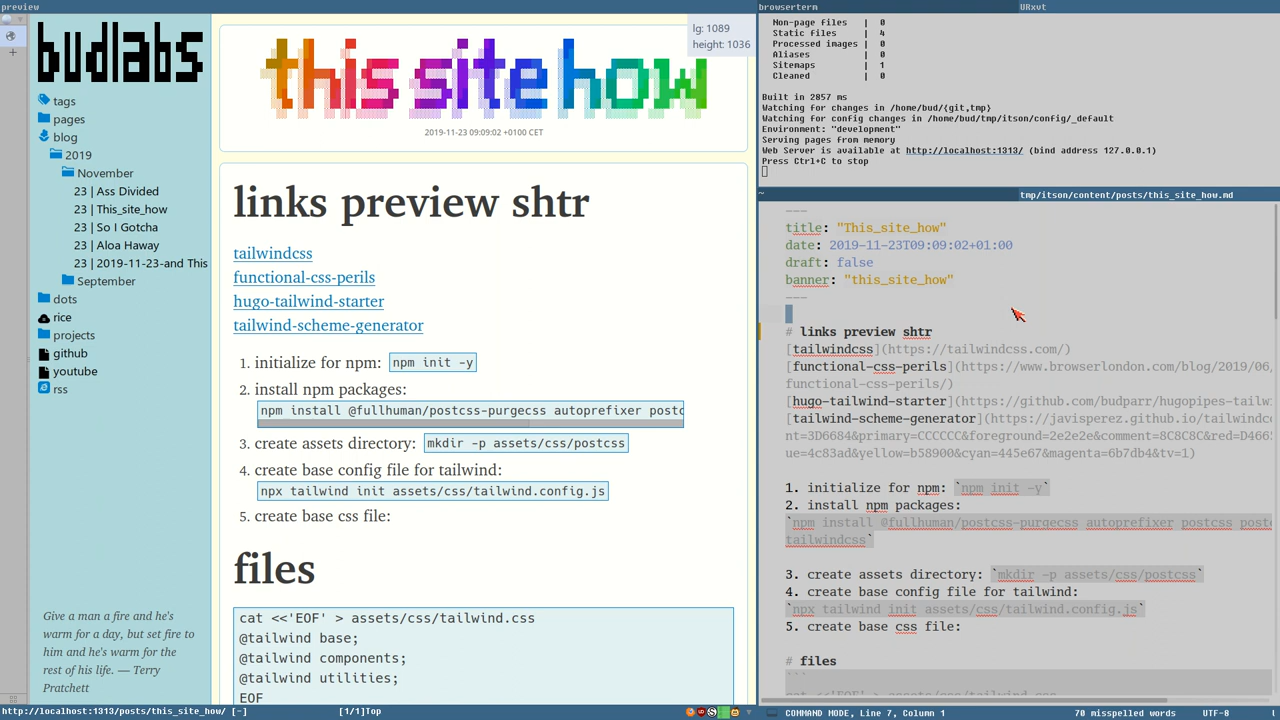 preview
budlabs
tags
pages
blog
2019
November
23 | Ass Divided
23 | This_site_how
23 | So I Gotcha
23 | Aloa Haway
23 | 2019-11-23-and This
September
dots
rice
projects
github
youtube
rss
Give a man a fire and he's
warm for a day, but set fire to
him and he's warm for the
rest of his life. — Terry
Pratchett
this site how
lg: 1089
height: 1036
2019-11-23 09:09:02 +0100 CET
links preview shtr
tailwindcss
functional-css-perils
hugo-tailwind-starter
tailwind-scheme-generator
1. initialize for npm: npm init -y
2. install npm packages:
npm install @fullhuman/postcss-purgecss autoprefixer postc
3. create assets directory: mkdir -p assets/css/postcss
4. create base config file for tailwind:
npx tailwind init assets/css/tailwind.config.js
5. create base css file:
files
cat <<'EOF' > assets/css/tailwind.css
@tailwind base;
@tailwind components;
@tailwind utilities;
EOF
http://localhost:1313/posts/this_site_how/ [-]
[1/1]Top
browserterm
URxvt
Non-page files | 0
Static files | 4
Processed images | 0
Aliases | 0
Sitemaps | 1
Cleaned | 0
Built in 2857 ms
Watching for changes in /home/bud/{git,tmp}
Watching for config changes in /home/bud/tmp/itson/config/_default
Environment: "development"
Serving pages from memory
Web Server is available at http://localhost:1313/ (bind address 127.0.0.1)
Press Ctrl+C to stop
~
tmp/itson/content/posts/this_site_how.md
---
title: "This_site_how"
date: 2019-11-23T09:09:02+01:00
draft: false
banner: "this_site_how"
---
# links preview shtr
[tailwindcss](https://tailwindcss.com/)
[functional-css-perils](https://www.browserlondon.com/blog/2019/06,
functional-css-perils/)
[hugo-tailwind-starter](https://github.com/budparr/hugopipes-tailw
[tailwind-scheme-generator](https://javisperez.github.io/tailwindc
nt=3D6684&primary=CCCCCC&foreground=2e2e2e&comment=8C8C8C&red=D466
ue=4c83ad&yellow=b58900&cyan=445e67&magenta=6b7db4&tv=1)
1. initialize for npm: `npm init -y`
2. install npm packages:
`npm install @fullhuman/postcss-purgecss autoprefixer postcss postc
tailwindcss`
3. create assets directory: `mkdir -p assets/css/postcss`
4. create base config file for tailwind:
`npx tailwind init assets/css/tailwind.config.js`
5. create base css file:
# files
```
cat <<'EOF' > assets/css/tailwind.css
COMMAND MODE, Line 7, Column 1
70 misspelled words
UTF-8